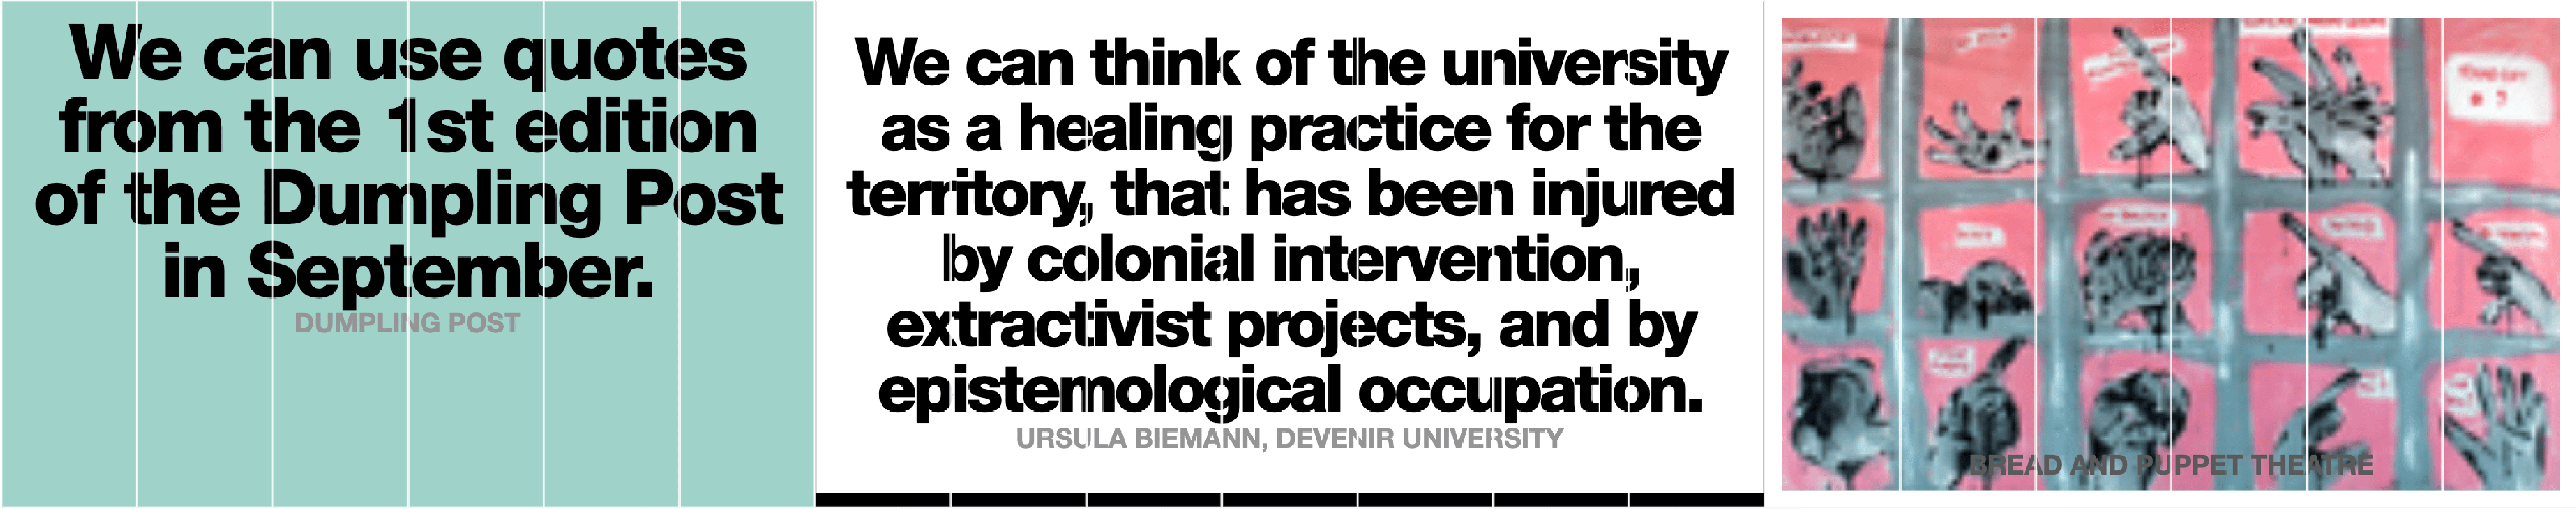 We can use quotes
from the 1st edition
of the Dumpling Post
in September.
DUMPLING POST
We can think of the university
as a healing practice for the
territory, that has been injured
by colonial intervention,
extractivist projects, and by
epistemological occupation.
URSULA BIEMANN, DEVENIR UNIVERSITY
BREAD AND PUPPET THEATRE